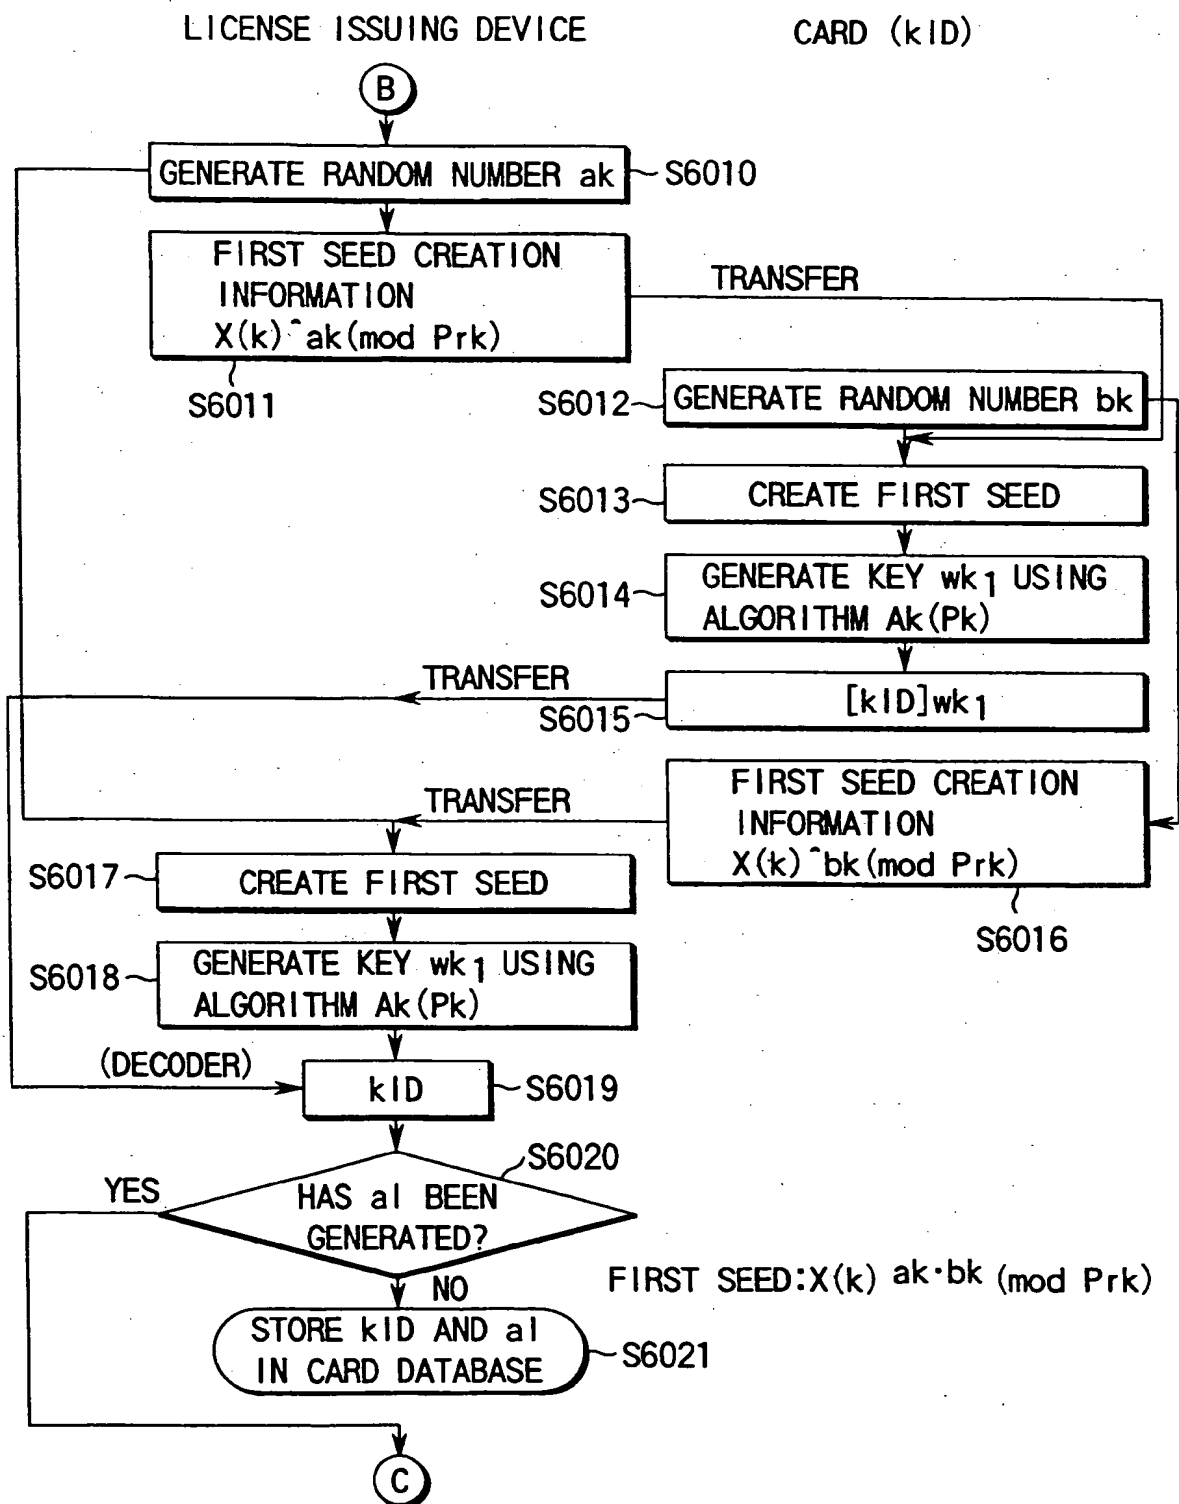 LICENSE ISSUING DEVICE
CARD (kID)
B
GENERATE RANDOM NUMBER ak
S6010
FIRST SEED CREATION
INFORMATION
X(k)^ak(mod Prk)
TRANSFER
S6011
S6012
GENERATE RANDOM NUMBER bk
S6013
CREATE FIRST SEED
S6014
GENERATE KEY wk1 USING
ALGORITHM Ak(Pk)
TRANSFER
S6015
[kID]wk1
TRANSFER
FIRST SEED CREATION
INFORMATION
X(k)^bk(mod Prk)
S6016
S6017
CREATE FIRST SEED
S6018
GENERATE KEY wk1 USING
ALGORITHM Ak(Pk)
(DECODER)
kID
S6019
S6020
YES
HAS al BEEN
GENERATED?
NO
FIRST SEED:X(k) ak·bk (mod Prk)
STORE kID AND al
IN CARD DATABASE
S6021
C